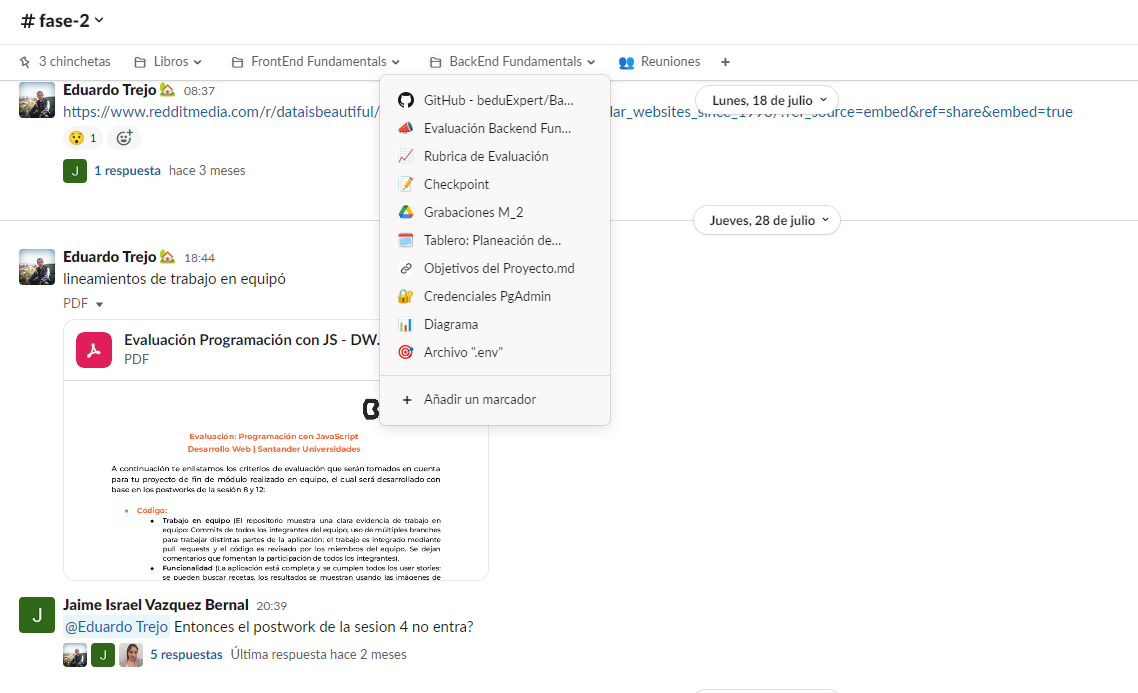 # fase-2
3 chinchetas
Libros
FrontEnd Fundamentals
BackEnd Fundamentals
Reuniones
+
Eduardo Trejo 08:37
Lunes, 18 de julio
https://www.redditmedia.com/r/dataisbeautiful/
lar_websites_since_1993/?ref_source=embed&ref=share&embed=true
1
J 1 respuesta hace 3 meses
GitHub - beduExpert/Ba...
Evaluación Backend Fun...
Rubrica de Evaluación
Checkpoint
Grabaciones M_2
Tablero: Planeación de...
Objetivos del Proyecto.md
Credenciales PgAdmin
Diagrama
Archivo ".env"
+ Añadir un marcador
Jueves, 28 de julio
Eduardo Trejo 18:44
lineamientos de trabajo en equipó
PDF
Evaluación Programación con JS - DW.
PDF
Evaluación: Programación con JavaScript
Desarrollo Web | Santander Universidades
A continuación te enlistamos los criterios de evaluación que serán tomados en cuenta
para tu proyecto de fin de módulo realizado en equipo, el cual será desarrollado con
base en los postworks de la sesión 8 y 12:
• Código:
• Trabajo en equipo (El repositorio muestra una clara evidencia de trabajo en
equipo: Commits de todos los integrantes del equipo; uso de múltiples branches
para trabajar distintas partes de la aplicación; el trabajo es integrado mediante
pull requests y el código es revisado por los miembros del equipo. Se dejan
comentarios que fomentan la participación de todos los integrantes).
• Funcionalidad (La aplicación está completa y se cumplen todos los user stories:
se pueden buscar recetas, los resultados se muestran usando las imágenes de
J
Jaime Israel Vazquez Bernal 20:39
@Eduardo Trejo Entonces el postwork de la sesion 4 no entra?
J 5 respuestas Última respuesta hace 2 meses